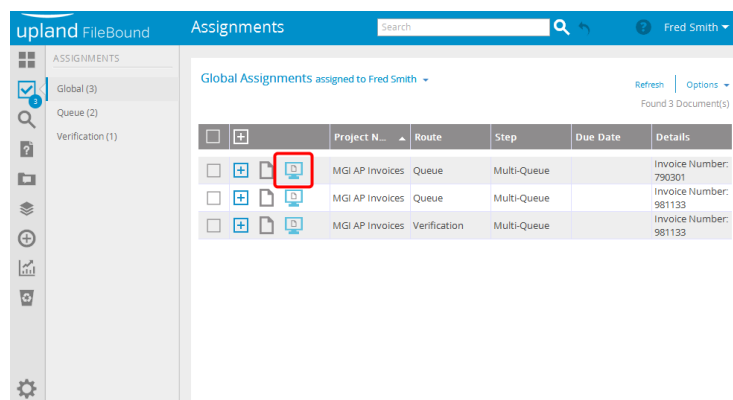 upland FileBound
Assignments
Search
Fred Smith
ASSIGNMENTS
Global (3)
Queue (2)
Verification (1)
3
Global Assignments assigned to Fred Smith
Refresh
Options
Found 3 Document(s)
Project N...
Route
Step
Due Date
Details
MGI AP Invoices
Queue
Multi-Queue
Invoice Number:
790301
MGI AP Invoices
Queue
Multi-Queue
Invoice Number:
981133
MGI AP Invoices
Verification
Multi-Queue
Invoice Number:
981133